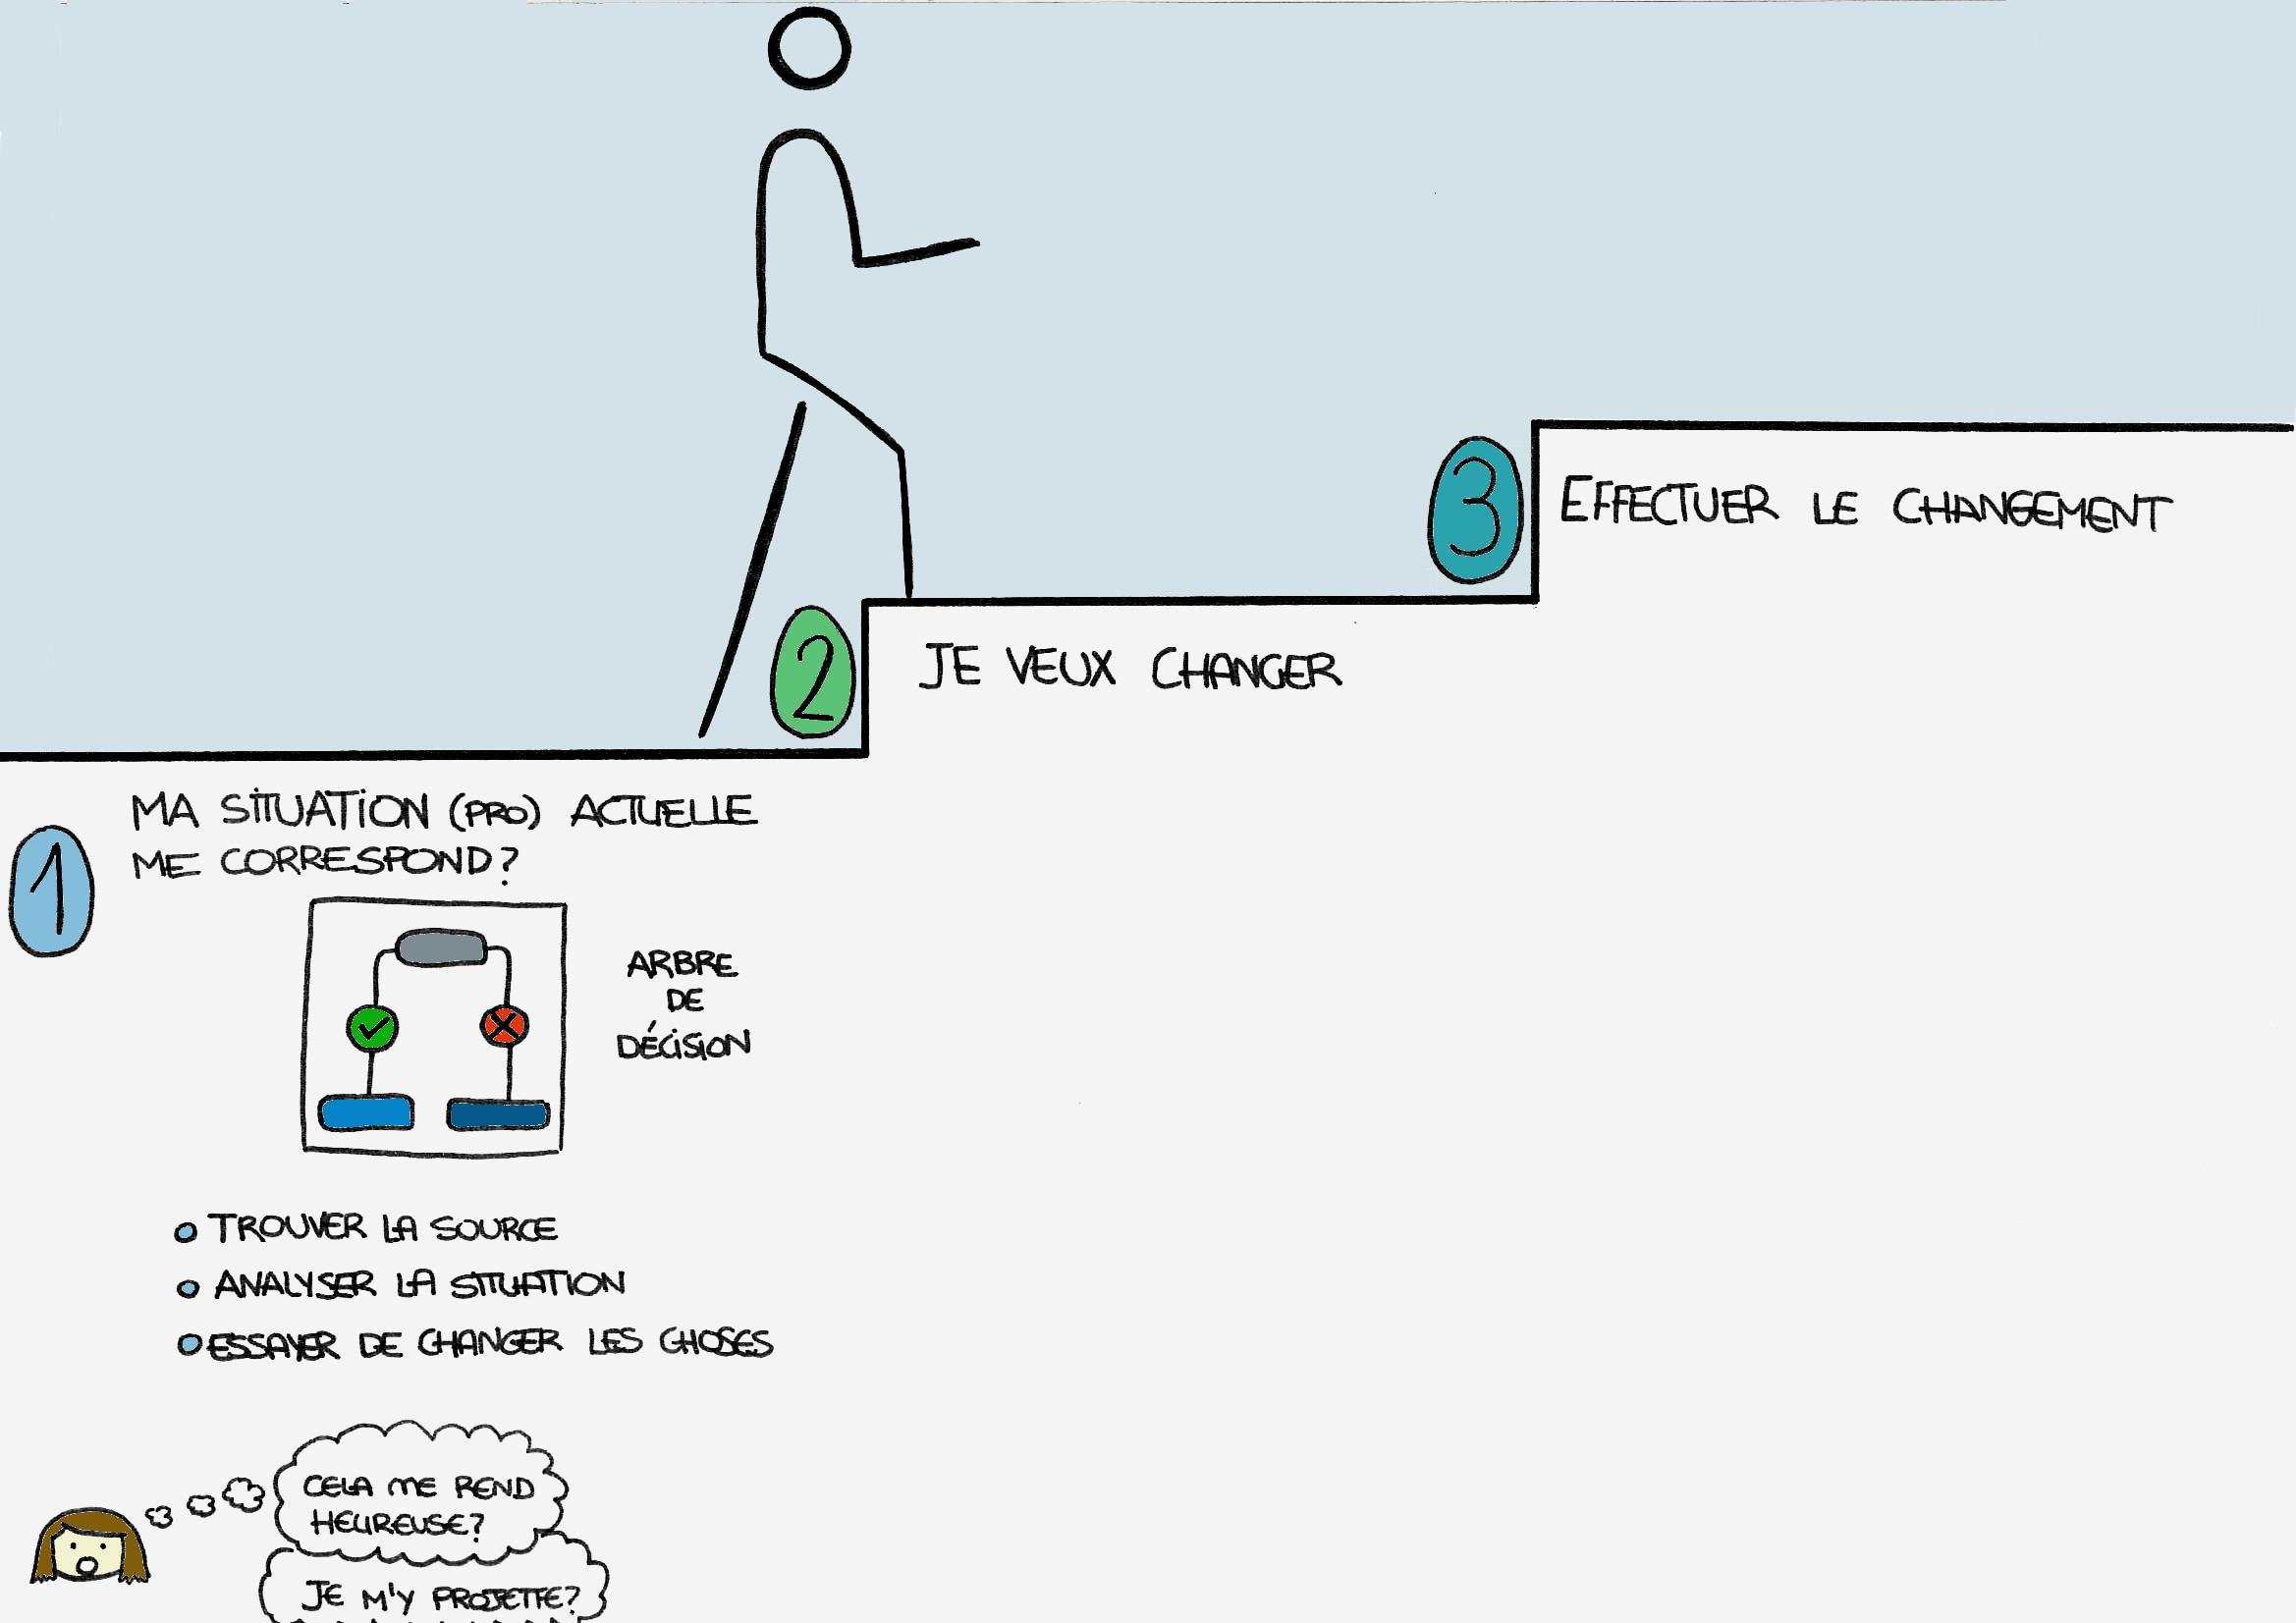 3
EFFECTUER LE CHANGEMENT
2
JE VEUX CHANGER
1
MA SITUATION (PRO) ACTUELLE
ME CORRESPOND?
ARBRE
DE
DÉCISION
TROUVER LA SOURCE
ANALYSER LA SITUATION
ESSAYER DE CHANGER LES CHOSES
CELA ME REND
HEUREUSE?
JE M'Y PROJETTE?